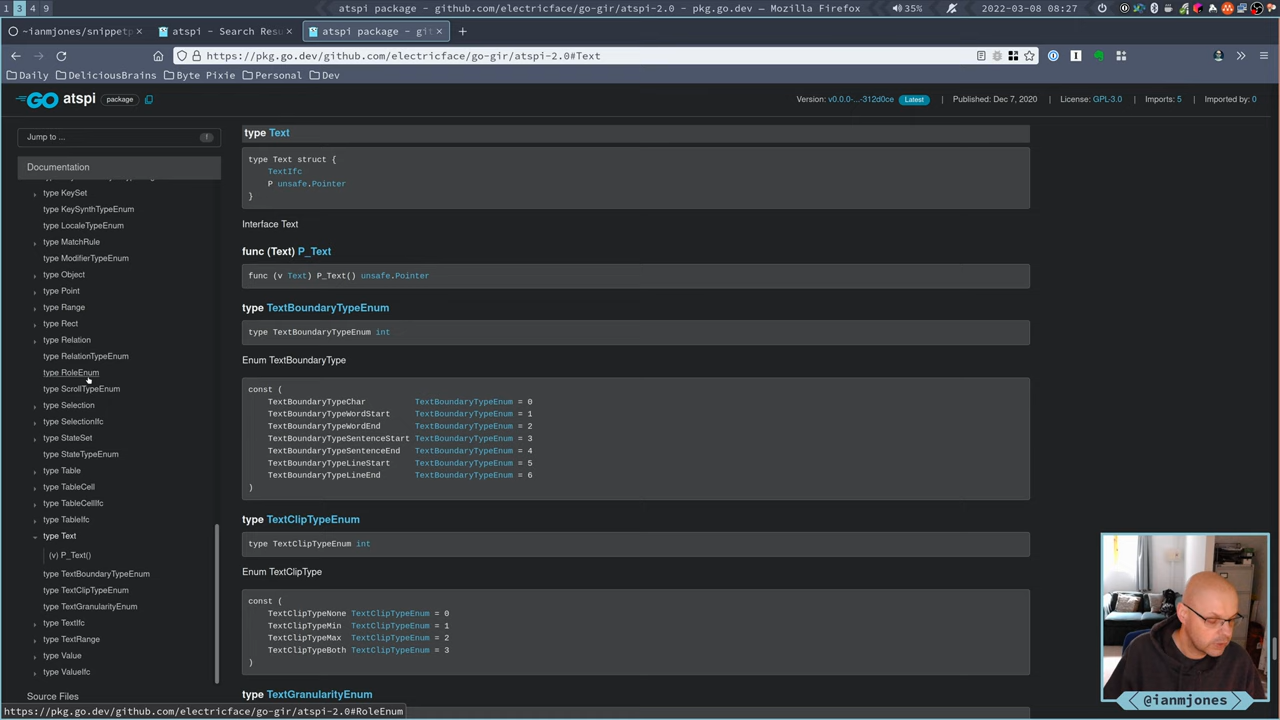 1 3 4 9
atspi package - github.com/electricface/go-gir/atspi-2.0 - pkg.go.dev — Mozilla Firefox
35%
2022-03-08 08:27
~ianmjones/snippetp
atspi - Search Resu
atspi package - git
https://pkg.go.dev/github.com/electricface/go-gir/atspi-2.0#Text
Daily
DeliciousBrains
Byte Pixie
Personal
Dev
GO
atspi
package
Version: v0.0.0-...-312d0ce
Latest
Published: Dec 7, 2020
License: GPL-3.0
Imports: 5
Imported by: 0
Jump to ...
f
Documentation
type KeySet
type KeySynthTypeEnum
type LocaleTypeEnum
type MatchRule
type ModifierTypeEnum
type Object
type Point
type Range
type Rect
type Relation
type RelationTypeEnum
type RoleEnum
type ScrollTypeEnum
type Selection
type SelectionIfc
type StateSet
type StateTypeEnum
type Table
type TableCell
type TableCellIfc
type TableIfc
type Text
(v) P_Text()
type TextBoundaryTypeEnum
type TextClipTypeEnum
type TextGranularityEnum
type TextIfc
type TextRange
type Value
type ValueIfc
Source Files
type Text
type Text struct {
TextIfc
P unsafe.Pointer
}
Interface Text
func (Text) P_Text
func (v Text) P_Text() unsafe.Pointer
type TextBoundaryTypeEnum
type TextBoundaryTypeEnum int
Enum TextBoundaryType
const (
TextBoundaryTypeChar TextBoundaryTypeEnum = 0
TextBoundaryTypeWordStart TextBoundaryTypeEnum = 1
TextBoundaryTypeWordEnd TextBoundaryTypeEnum = 2
TextBoundaryTypeSentenceStart TextBoundaryTypeEnum = 3
TextBoundaryTypeSentenceEnd TextBoundaryTypeEnum = 4
TextBoundaryTypeLineStart TextBoundaryTypeEnum = 5
TextBoundaryTypeLineEnd TextBoundaryTypeEnum = 6
)
type TextClipTypeEnum
type TextClipTypeEnum int
Enum TextClipType
const (
TextClipTypeNone TextClipTypeEnum = 0
TextClipTypeMin TextClipTypeEnum = 1
TextClipTypeMax TextClipTypeEnum = 2
TextClipTypeBoth TextClipTypeEnum = 3
)
type TextGranularityEnum
https://pkg.go.dev/github.com/electricface/go-gir/atspi-2.0#RoleEnum
@ianmjones